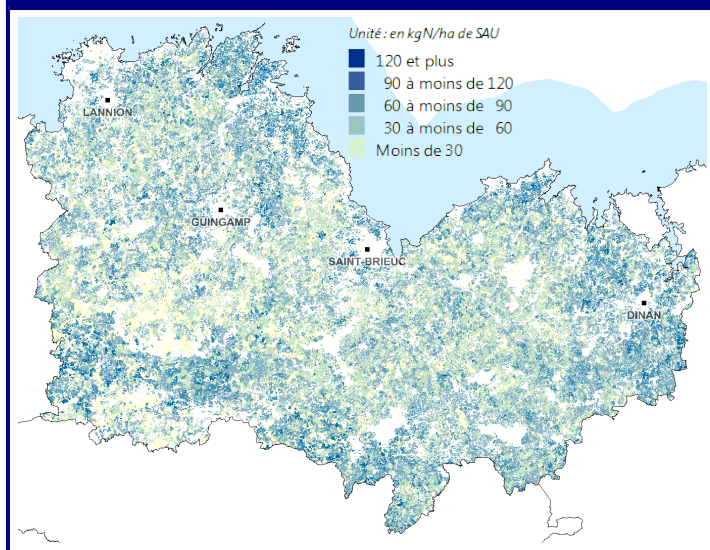 Unité : en kgN/ha de SAU
120 et plus
90 à moins de 120
60 à moins de 90
30 à moins de 60
Moins de 30
LANNION
GUINGAMP
SAINT-BRIEUC
DINAN